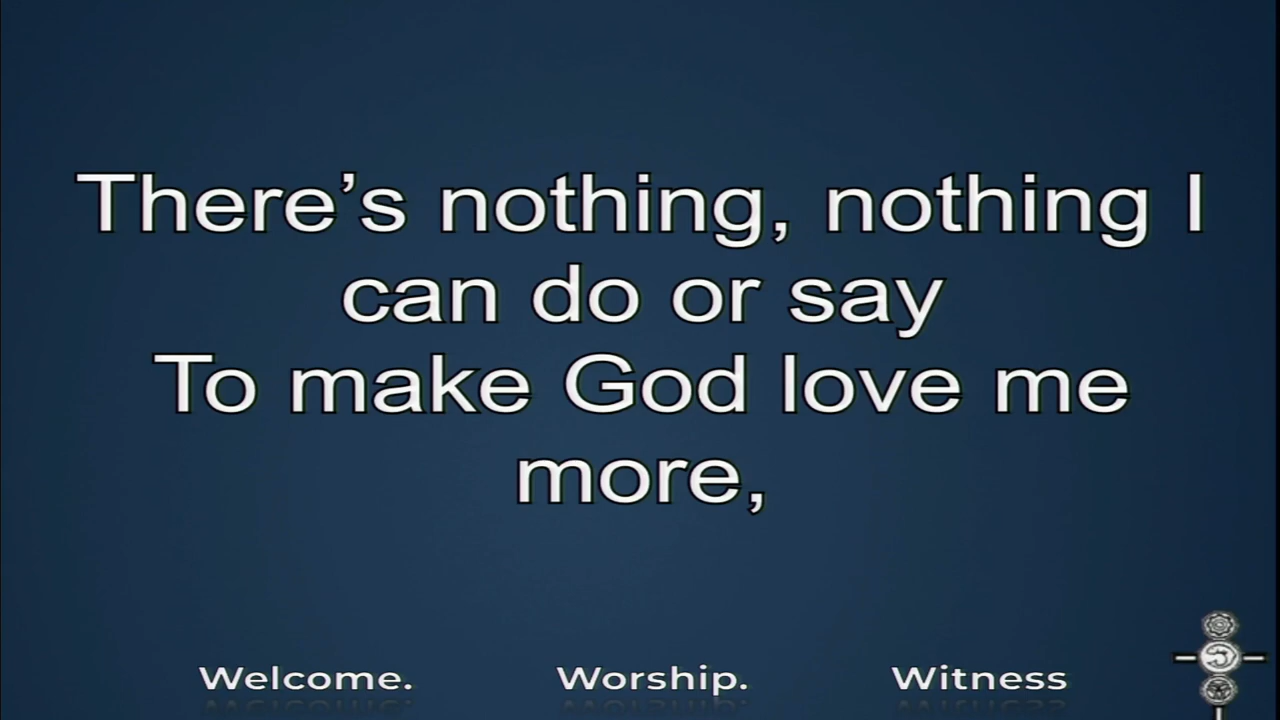 There’s nothing, nothing I
can do or say
To make God love me
more,
Welcome. Worship. Witness